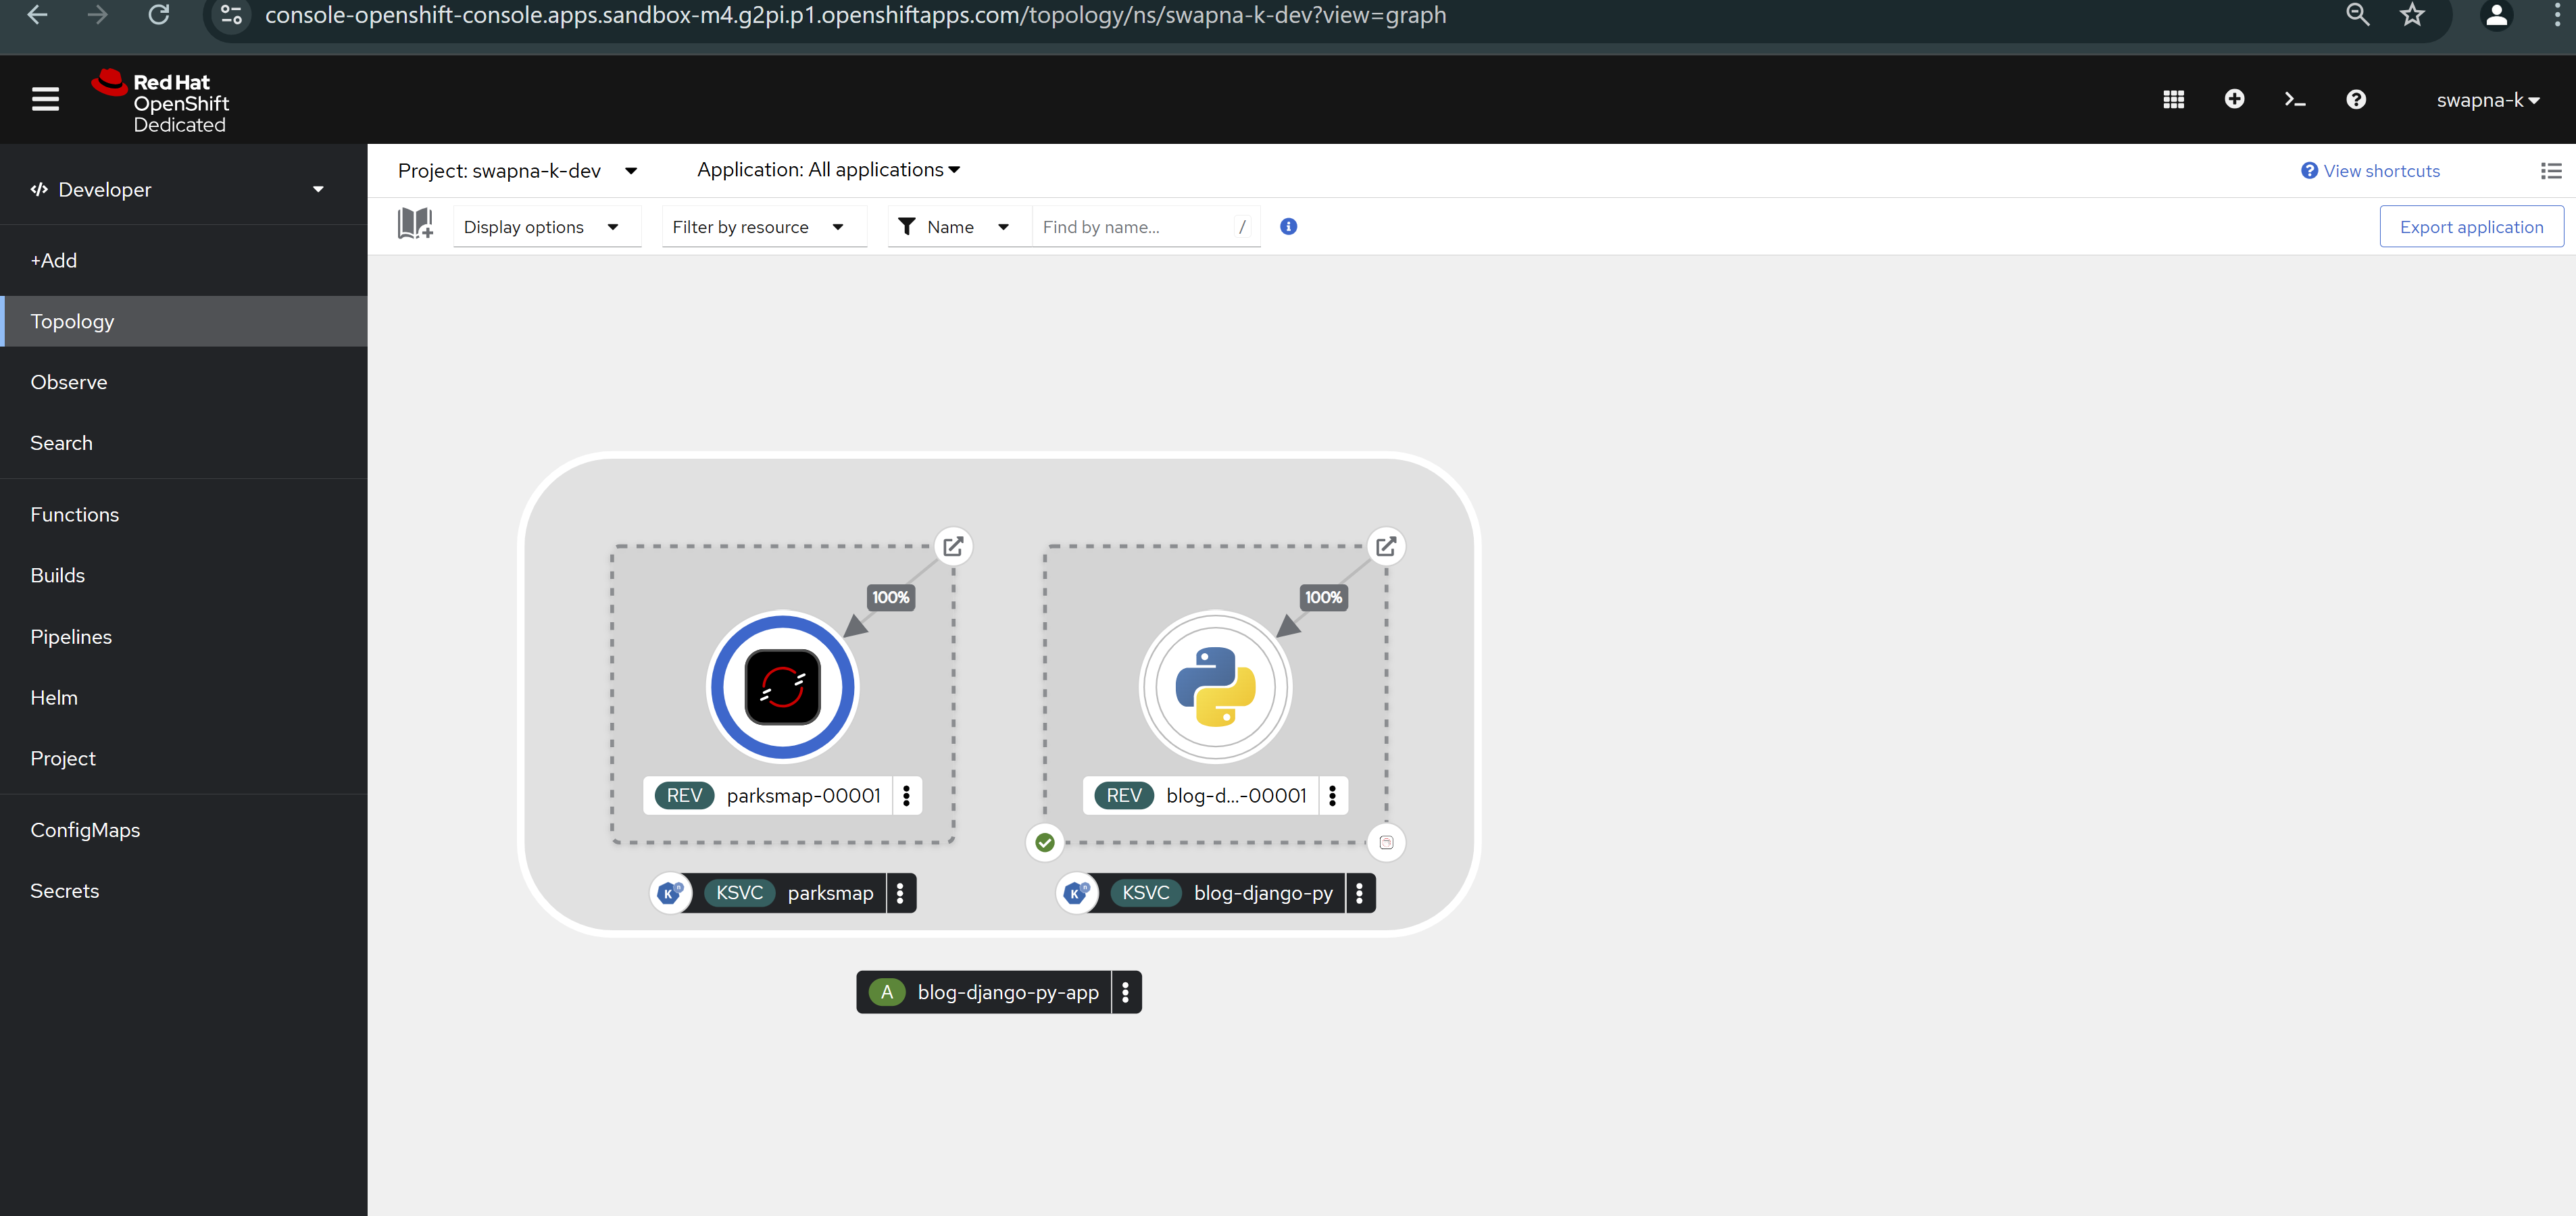 console-openshift-console.apps.sandbox-m4.g2pi.p1.openshiftapps.com/topology/ns/swapna-k-dev?view=graph
Red Hat
OpenShift
Dedicated
swapna-k
Developer
+Add
Topology
Observe
Search
Functions
Builds
Pipelines
Helm
Project
ConfigMaps
Secrets
Project: swapna-k-dev
Application: All applications
View shortcuts
Display options
Filter by resource
Name
Find by name...
/
Export application
100%
100%
REV parksmap-00001
REV blog-d...-00001
KSVC parksmap
KSVC blog-django-py
A blog-django-py-app